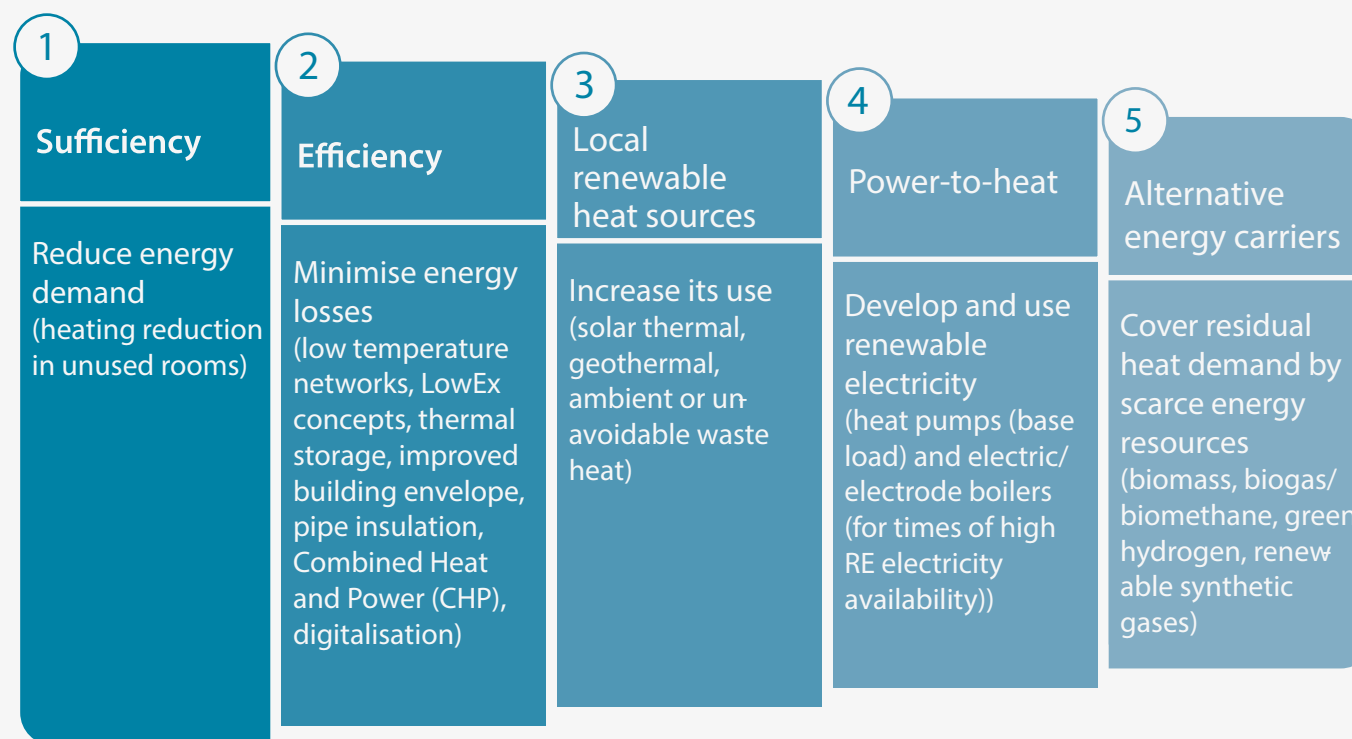 1
Sufficiency
Reduce energy
demand
(heating reduction
in unused rooms)
2
Efficiency
Minimise energy
losses
(low temperature
networks, LowEx
concepts, thermal
storage, improved
building envelope,
pipe insulation,
Combined Heat
and Power (CHP),
digitalisation)
3
Local
renewable
heat sources
Increase its use
(solar thermal,
geothermal,
ambient or un-
avoidable waste
heat)
4
Power-to-heat
Develop and use
renewable
electricity
(heat pumps (base
load) and electric/
electrode boilers
(for times of high
RE electricity
availability))
5
Alternative
energy carriers
Cover residual
heat demand by
scarce energy
resources
(biomass, biogas/
biomethane, green
hydrogen, renew-
able synthetic
gases)